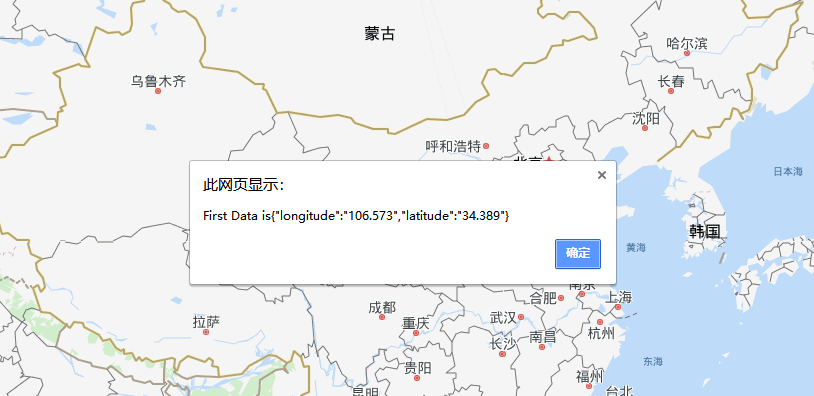 蒙古
哈尔滨
乌鲁木齐
长春
沈阳
呼和浩特
北京
日本海
此网页显示：
×
First Data is{"longitude":"106.573","latitude":"34.389"}
韩国
黄海
确定
南京
合肥
上海
成都
拉萨
武汉
重庆
杭州
南昌
长沙
东海
贵阳
福州
昆明
台北